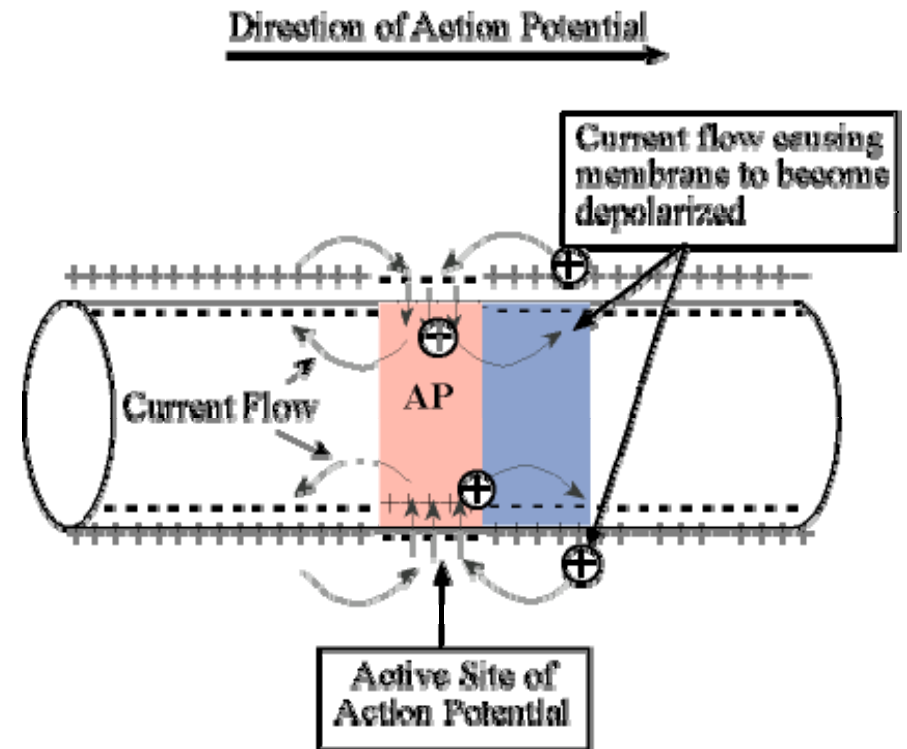 Direction of Action Potential
Current flow causing
membrane to become
depolarized
AP
Current Flow
Active Site of
Action Potential